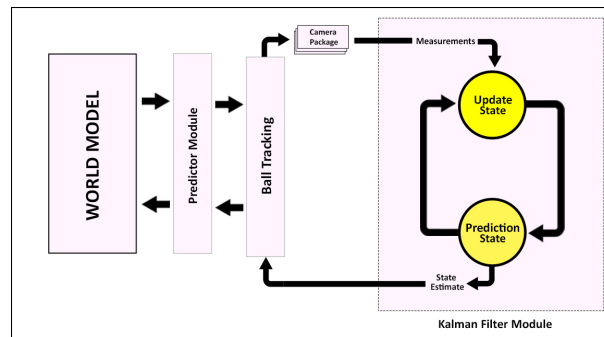 WORLD MODEL
Predictor Module
Ball Tracking
Camera
Package
Measurements
Update
State
Prediction
State
State
Estimate
Kalman Filter Module